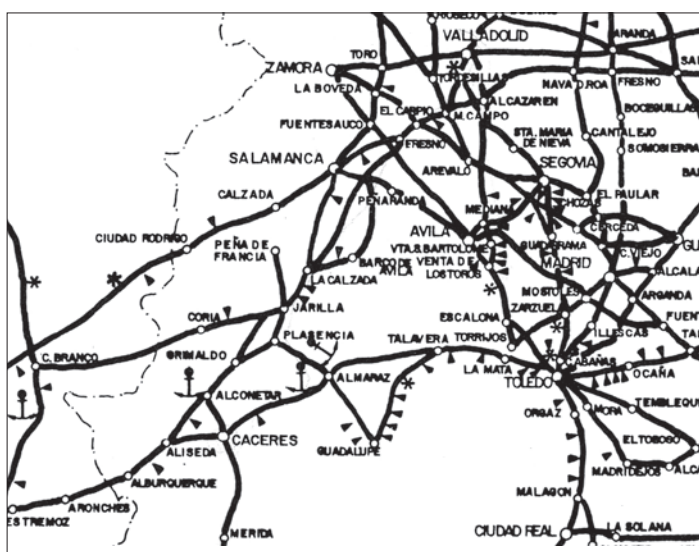 VALLADOLID
ARANDA
TORO
ZAMORA
TORDESILLAS
NAVA D.ROA
FRESNO
LA BOVEDA
EL CARPIO
ALCAZAREN
M. CAMPO
BOCEGUILLAS
FUENTESAUCO
STA. MARIA
DE NIEVA
CANTALEJO
FRESNO
SOMOSIERRA
SALAMANCA
AREVALO
SEGOVIA
CALZADA
PEÑARANDA
EL PAULAR
MEDIANA
CHOZAS
CIUDAD RODRIGO
PEÑA DE
FRANCIA
AVILA
CERCEDA
VTA.S.BARTOLOME
GUADARRAMA
C. VIEJO
BARCO DE
AVILA
VENTA DE
LOS TOROS
MADRID
LA CALZADA
ALCALA
MOSTOLES
ARGANDA
CORIA
JARILLA
ESCALONA
ZARZUEL
ILLESCAS
PLASENCIA
TALAVERA
TORRIJOS
C. BRANCO
GRIMALDO
CABAÑAS
ALMARAZ
LA MATA
TOLEDO
OCAÑA
ALCONETAR
ORGAZ
MORA
TEMBLEQU
CACERES
GUADALUPE
ALISEDA
EL TOBOSO
ALBURQUERQUE
MADRIDEJOS
ARONCHES
MALAGON
ESTREMOZ
MERIDA
CIUDAD REAL
LA SOLANA